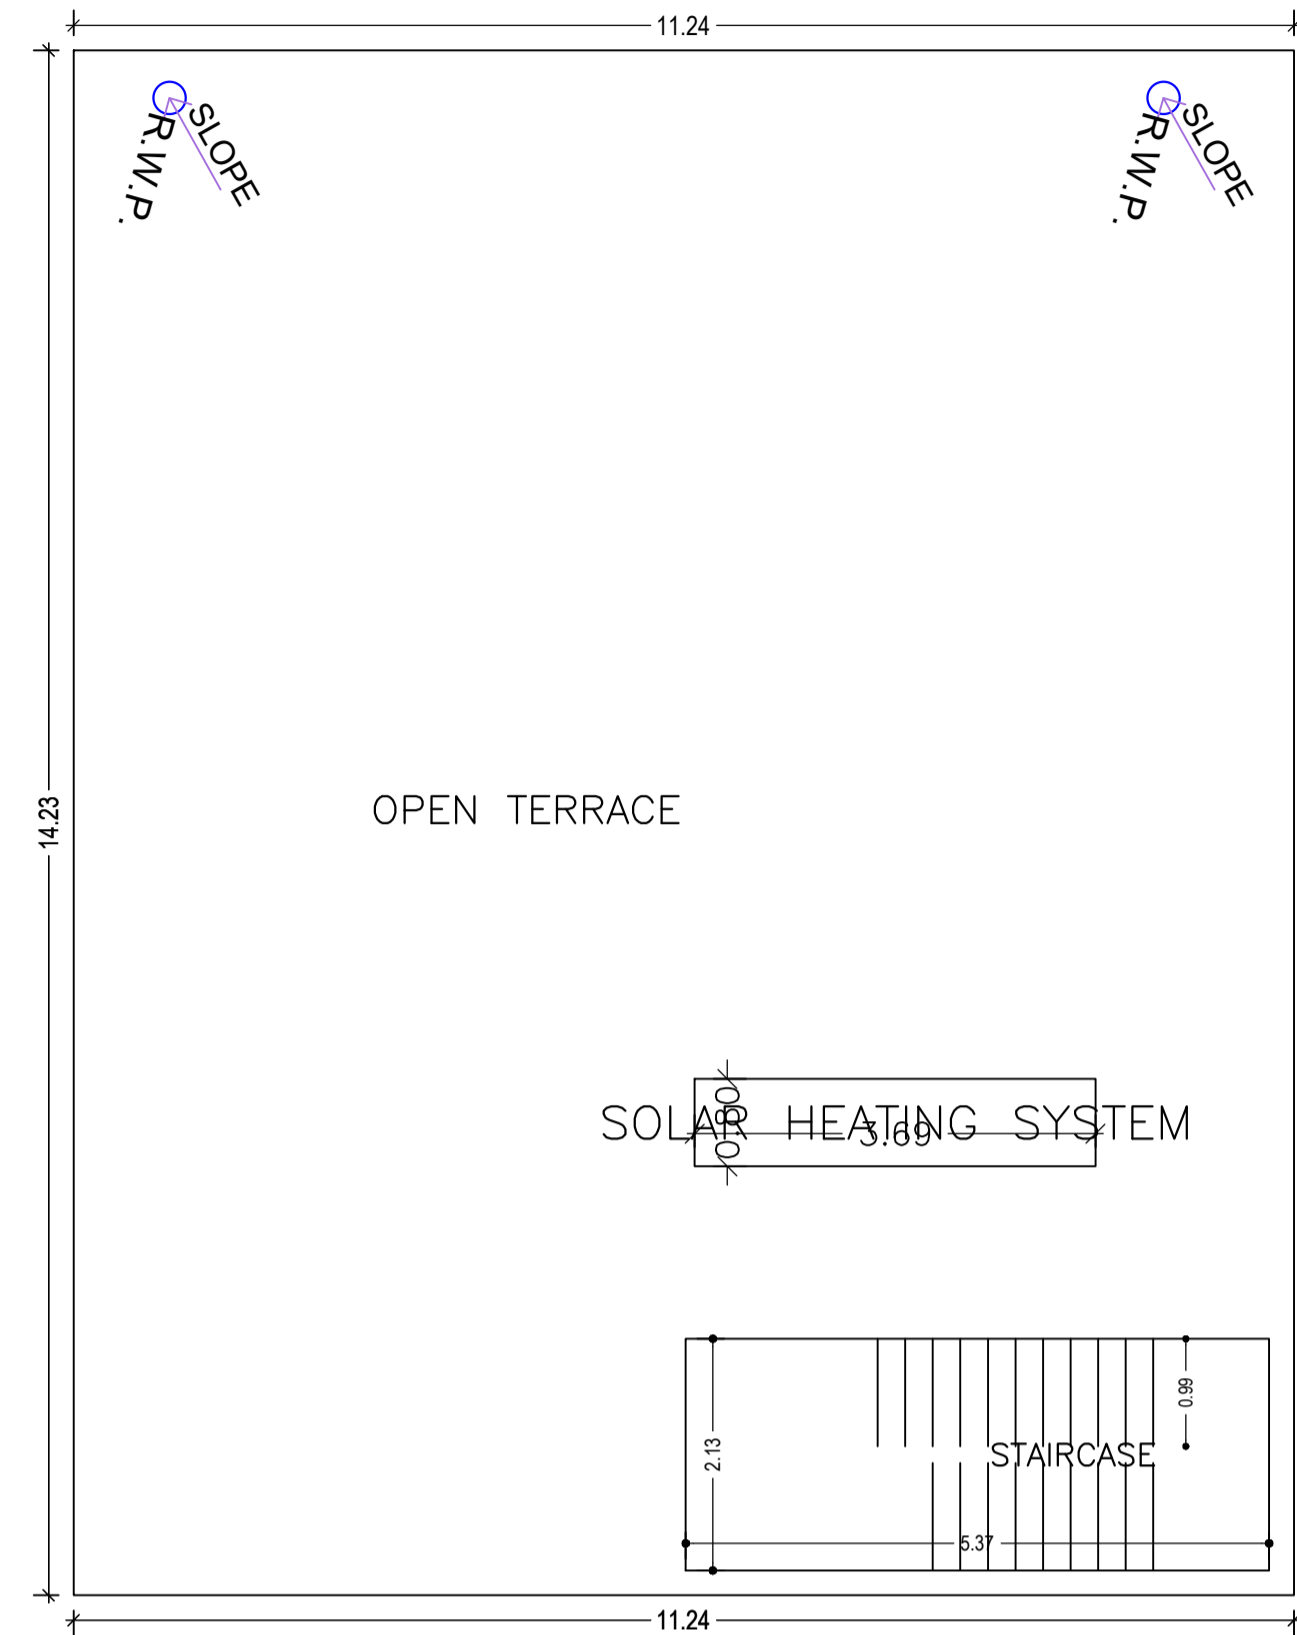 11.24
SLOPE
R.W.P.
SLOPE
R.W.P.
14.23
OPEN TERRACE
0.80
SOLAR HEATING SYSTEM
3.69
0.99
2.13
STAIRCASE
5.37
11.24